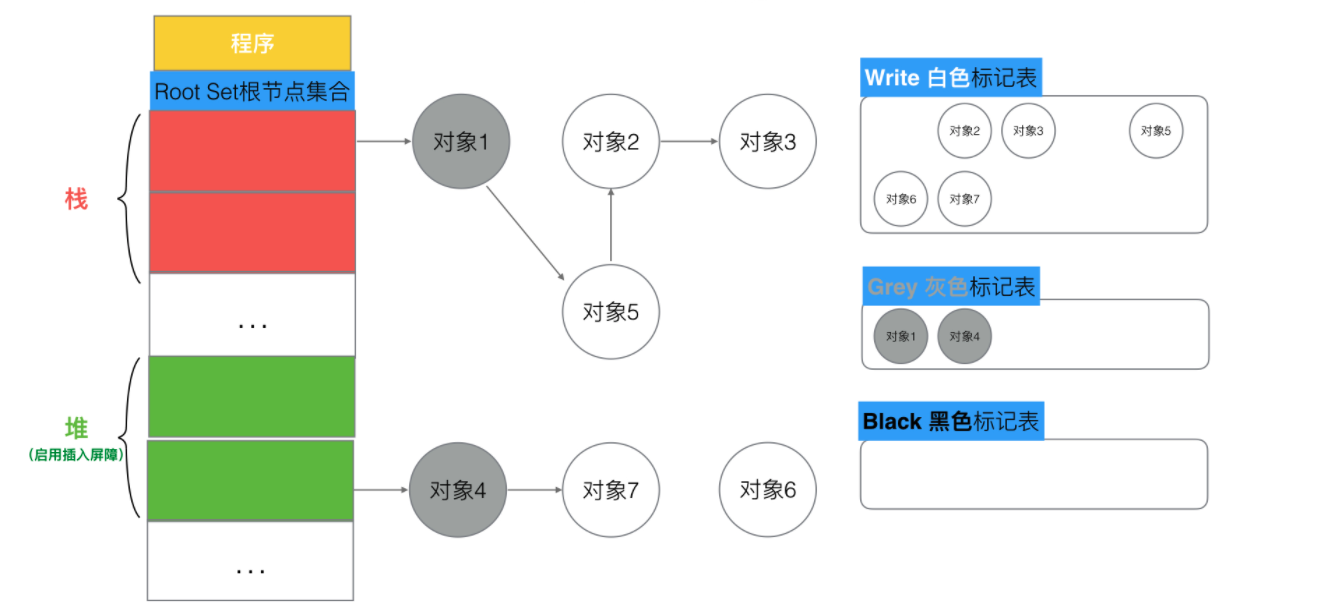 程序
Root Set根节点集合
栈
...
堆
(启用插入屏障)
...
对象1
对象2
对象3
对象5
对象4
对象7
对象6
Write 白色标记表
对象2
对象3
对象5
对象6
对象7
Grey 灰色标记表
对象1
对象4
Black 黑色标记表